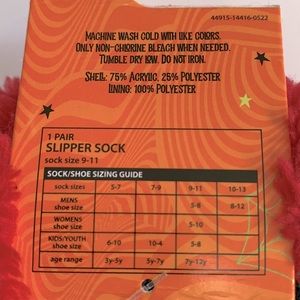 44915-14416-0522
MACHINE WASH COLD WITH LIKE COLORS.
ONLY NON-CHLORINE BLEACH WHEN NEEDED.
TUMBLE DRY LOW. DO NOT IRON.
SHELL: 75% ACRYLIC, 25% POLYESTER
LINING: 100% POLYESTER
1 PAIR
SLIPPER SOCK
sock size 9-11
SOCK/SHOE SIZING GUIDE
sock sizes 5-7 7-9 9-11 10-13
MENS shoe size 5-8 8-12
WOMENS shoe size 5-10
KIDS/YOUTH shoe size 6-10 10-4 5-8
age range 3y-5y 5y-7y 7y-12y